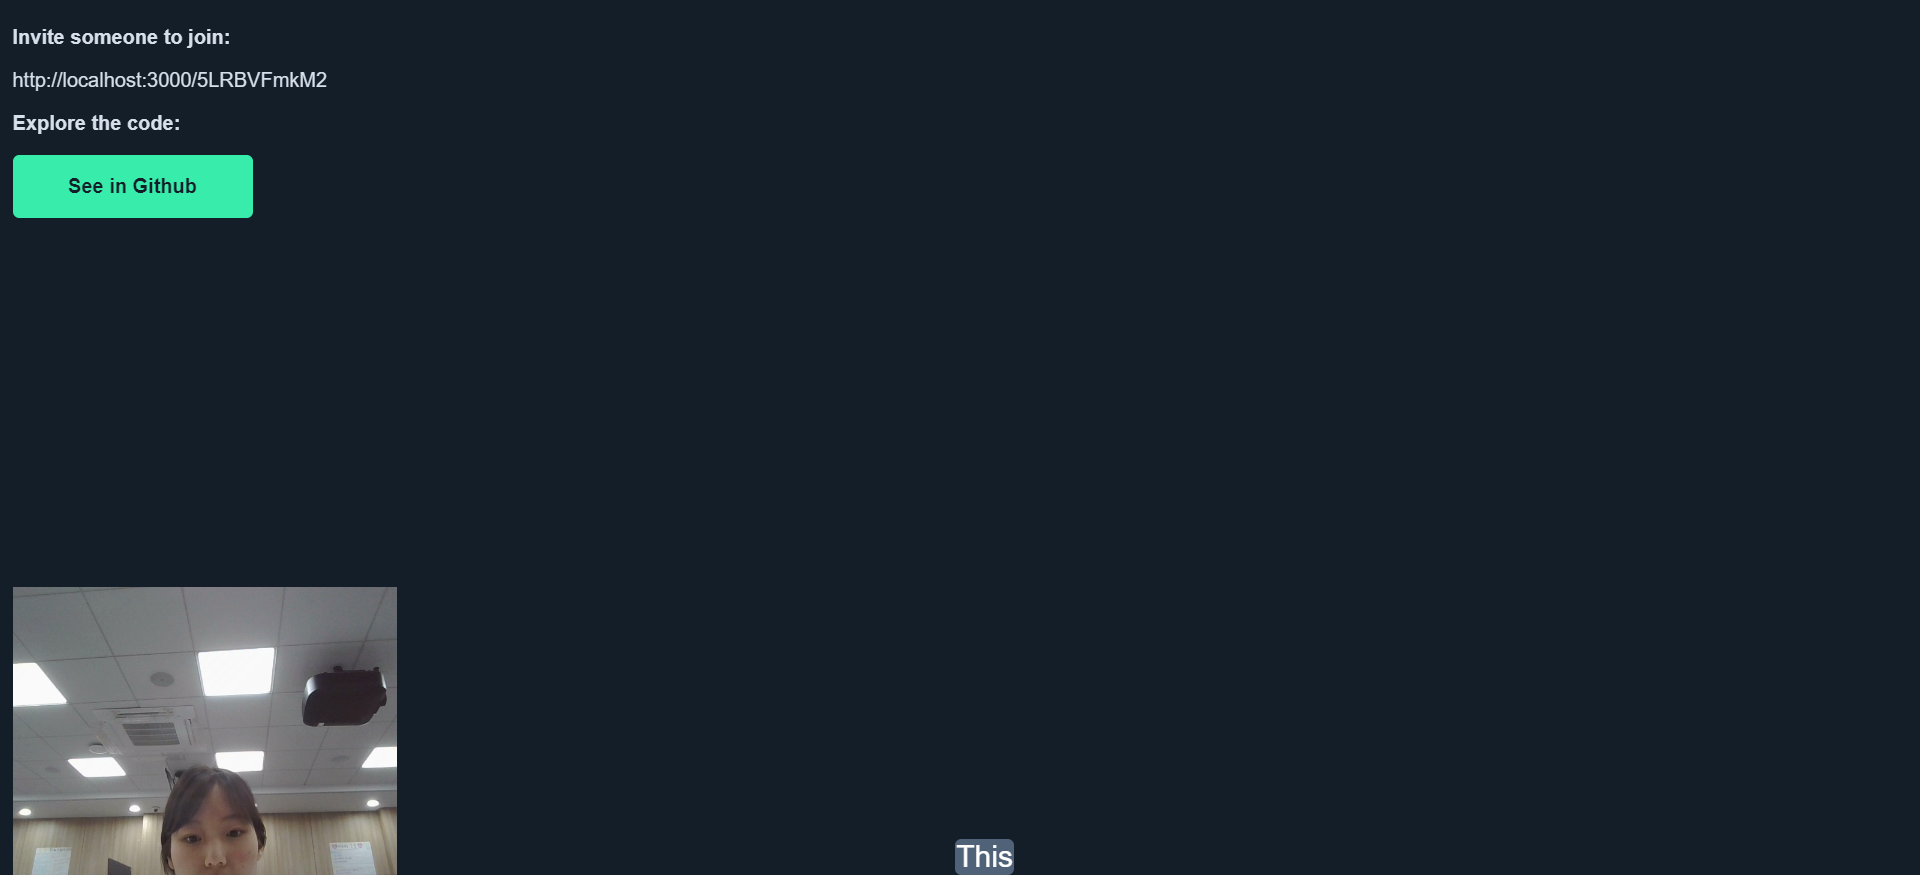 Invite someone to join:
http://localhost:3000/5LRBVFmkM2
Explore the code:
See in Github
This